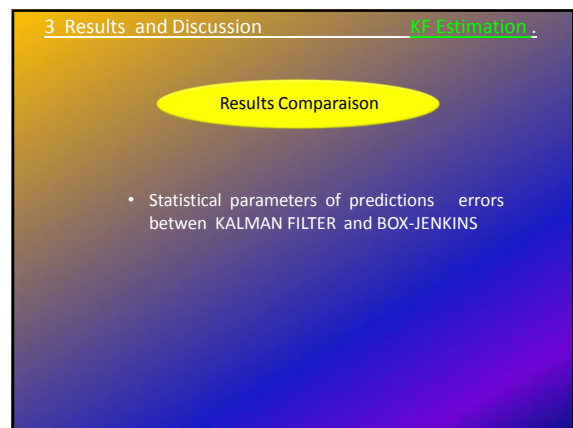 3 Results and Discussion KF Estimation .
Results Comparaison
• Statistical parameters of predictions errors
betwen KALMAN FILTER and BOX-JENKINS